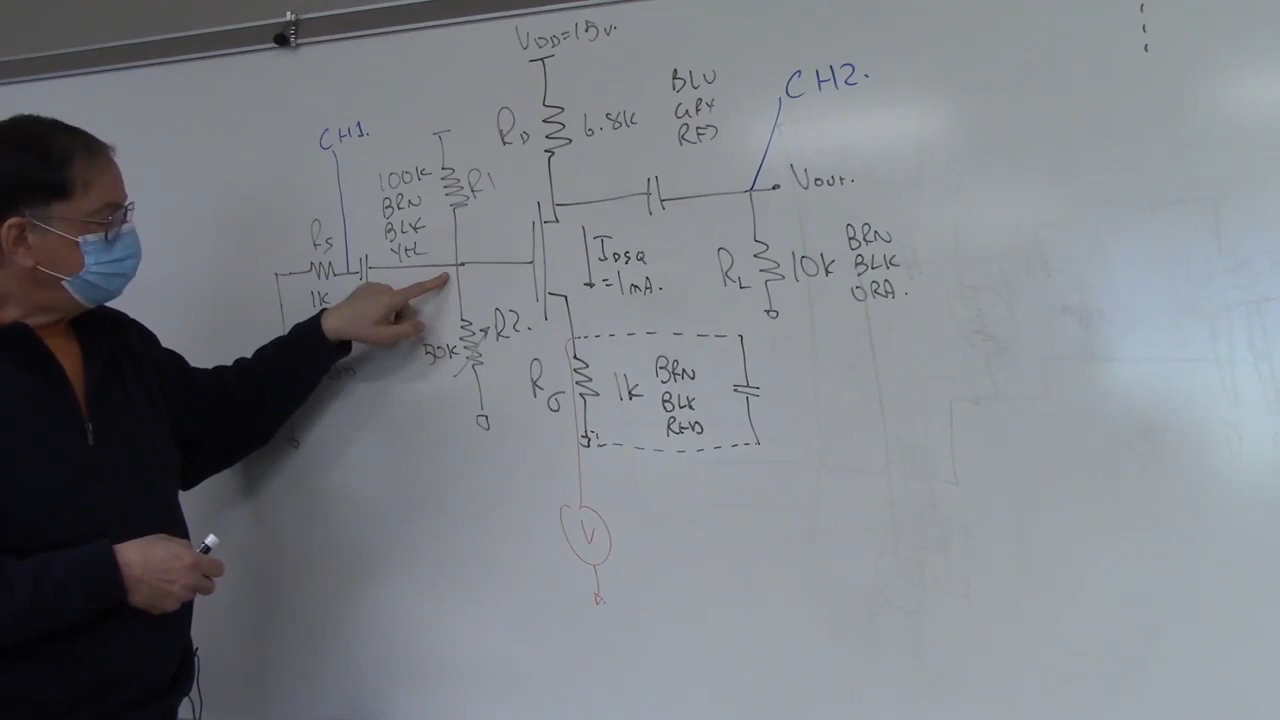 VDD=15v.
RD
6.8K
BLU
GRY
RED
CH2.
CH1.
100K
BRN
BLK
YEL
R1
Vout.
RS
1K
IDSQ
=1mA.
RL
10K
BRN
BLK
ORA.
R2.
50K
Rσ
1K
BRN
BLK
RED
V